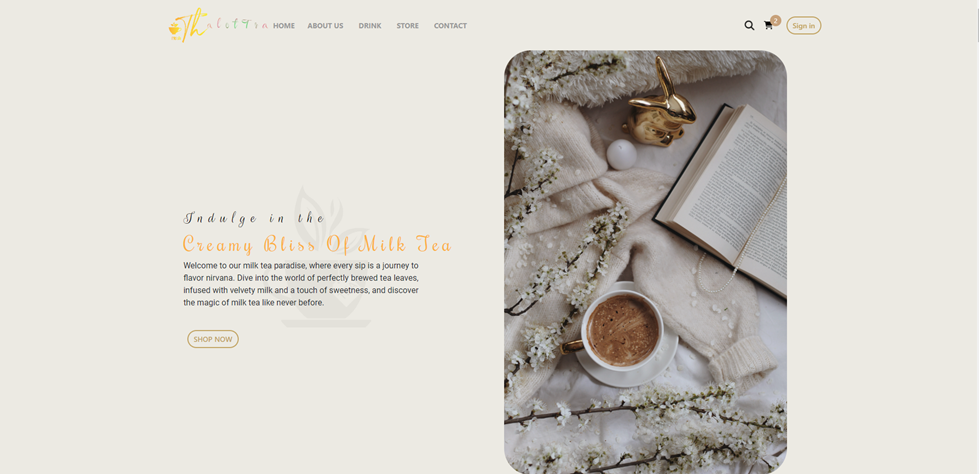 HOME ABOUT US DRINK STORE CONTACT Sign in
Indulge in the
Creamy Bliss Of Milk Tea
Welcome to our milk tea paradise, where every sip is a journey to
flavor nirvana. Dive into the world of perfectly brewed tea leaves,
infused with velvety milk and a touch of sweetness, and discover
the magic of milk tea like never before.
SHOP NOW